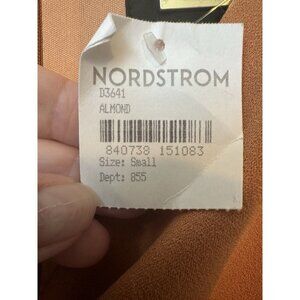 NORDSTROM
D3641
ALMOND
840738 151083
Size: Small
Dept: 855